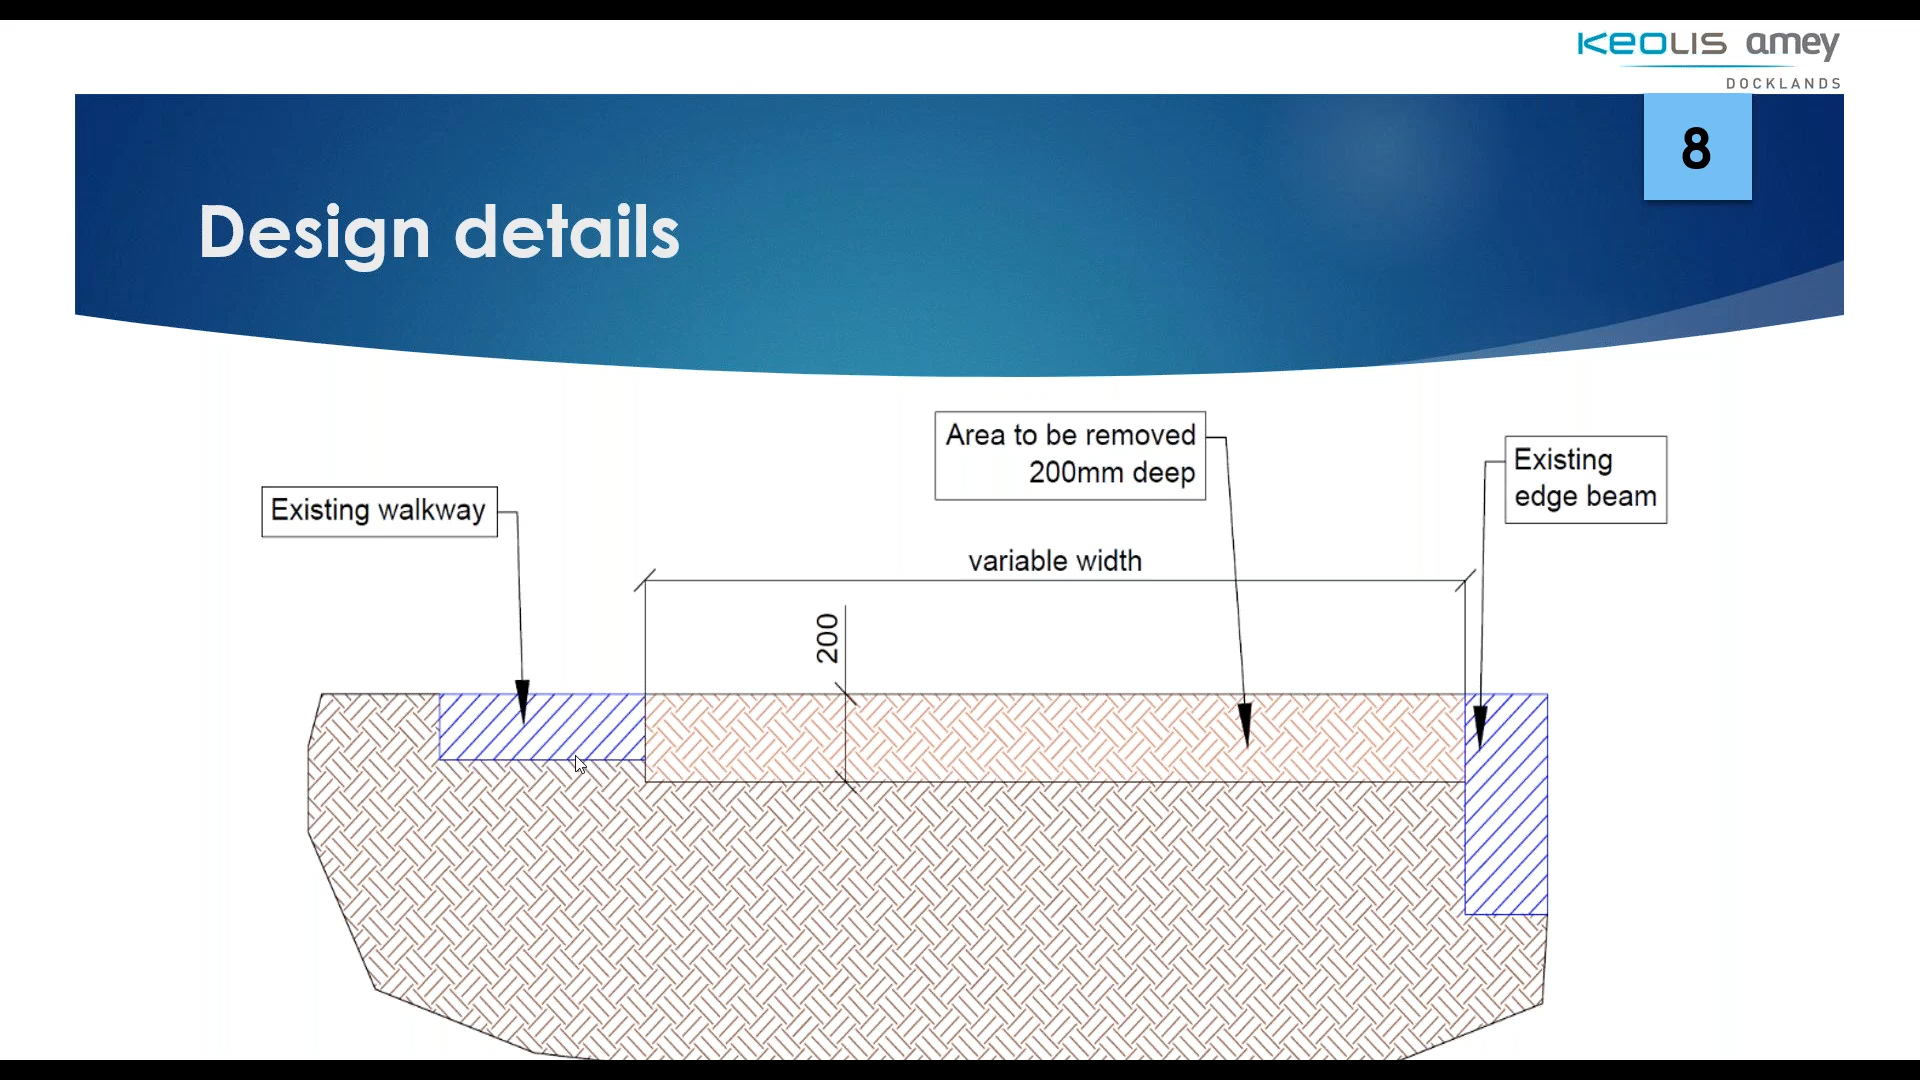 KEOLIS amey
DOCKLANDS
8
Design details
Area to be removed
200mm deep
Existing
edge beam
Existing walkway
variable width
200